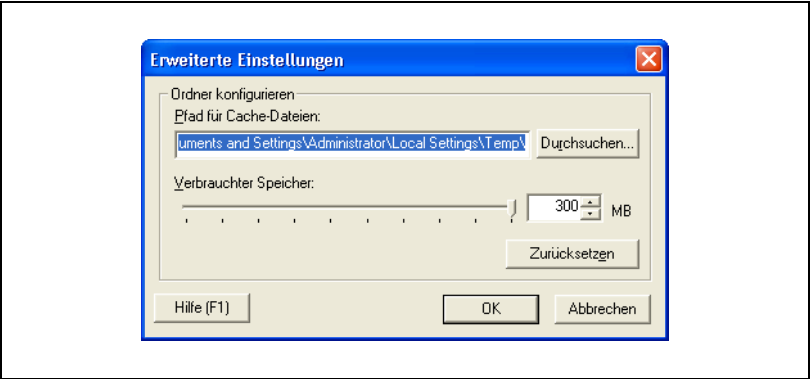 Erweiterte Einstellungen
Ordner konfigurieren
Pfad für Cache-Dateien:
uments and Settings\Administrator\Local Settings\Temp\ Durchsuchen...
Verbrauchter Speicher:
300 MB
Zurücksetzen
Hilfe (F1) OK Abbrechen